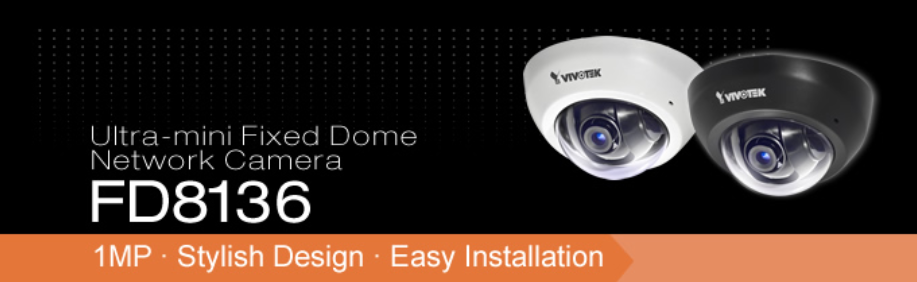 VIVOTEK
VIVOTEK
Ultra-mini Fixed Dome
Network Camera
FD8136
1MP · Stylish Design · Easy Installation